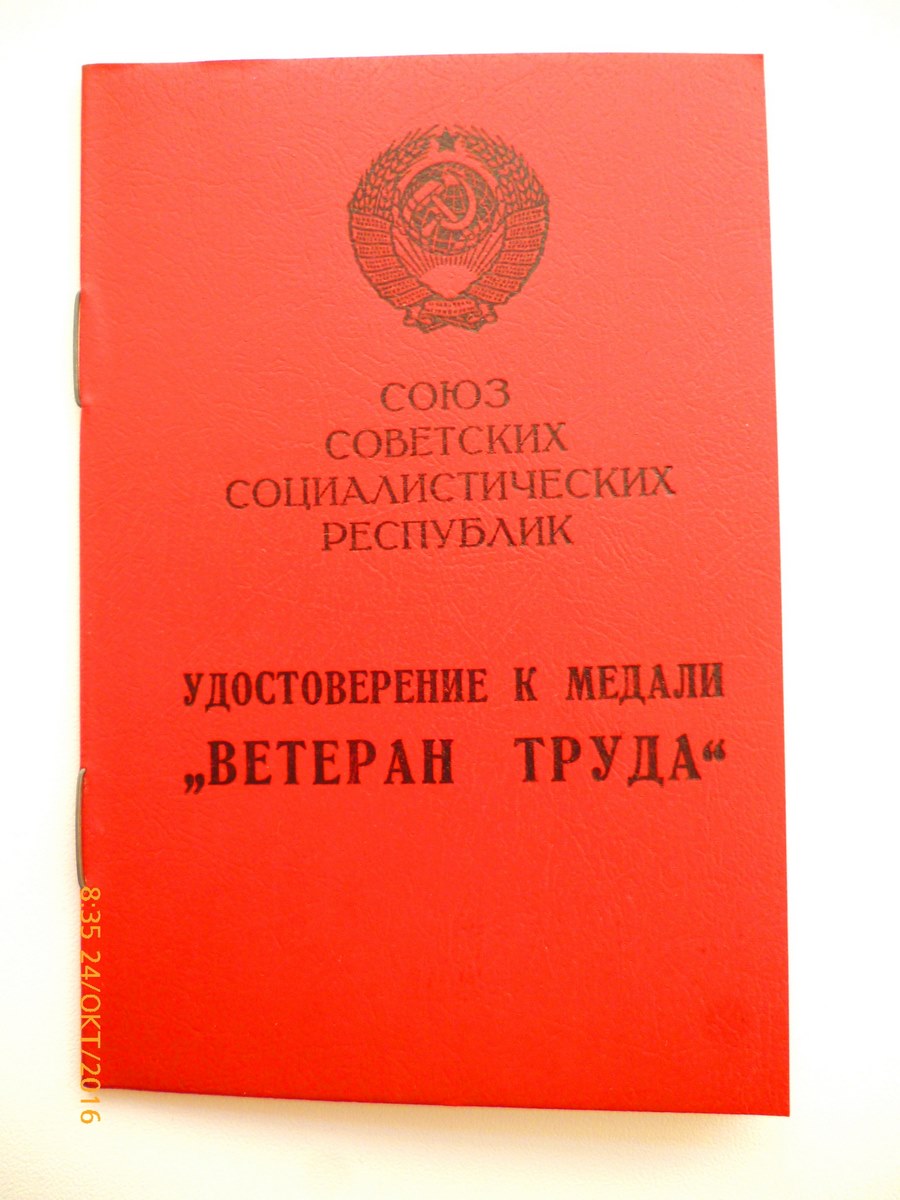 СОЮЗ
СОВЕТСКИХ
СОЦИАЛИСТИЧЕСКИХ
РЕСПУБЛИК
УДОСТОВЕРЕНИЕ К МЕДАЛИ
„ВЕТЕРАН ТРУДА“
8:35 24/ОКТ/2016